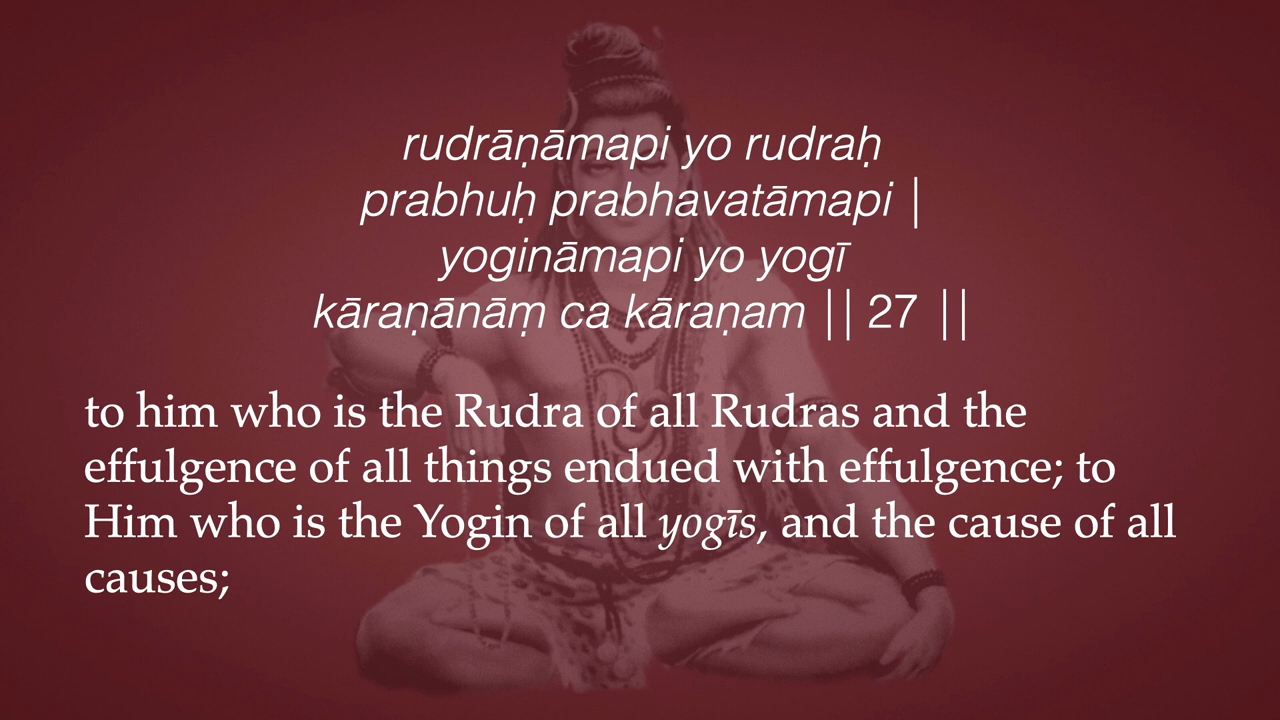 rudrāṇāmapi yo rudraḥ
prabhuḥ prabhavatāmapi |
yogināmapi yo yogī
kāraṇānāṃ ca kāraṇam || 27 ||
to him who is the Rudra of all Rudras and the
effulgence of all things endued with effulgence; to
Him who is the Yogin of all yogīs, and the cause of all
causes;